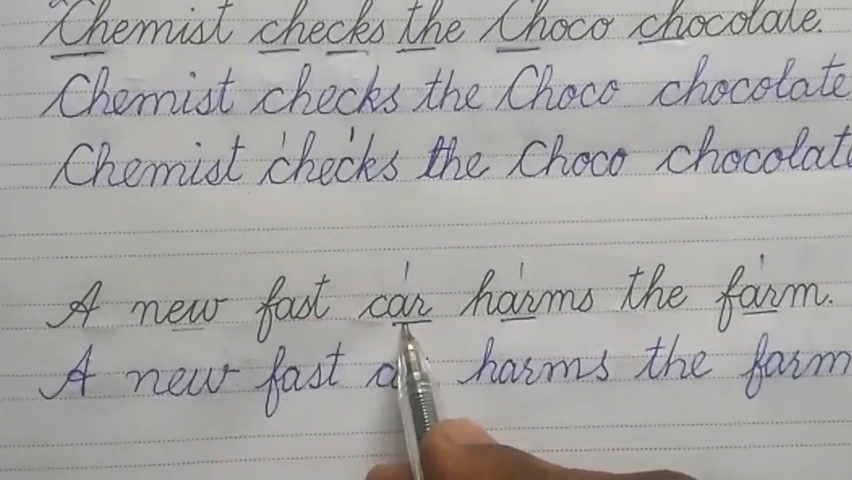 Chemist checks the Choco chocolate.
Chemist checks the Choco chocolate
Chemist checks the Choco
A new fast car harms the farm.
A new fast harms the farm